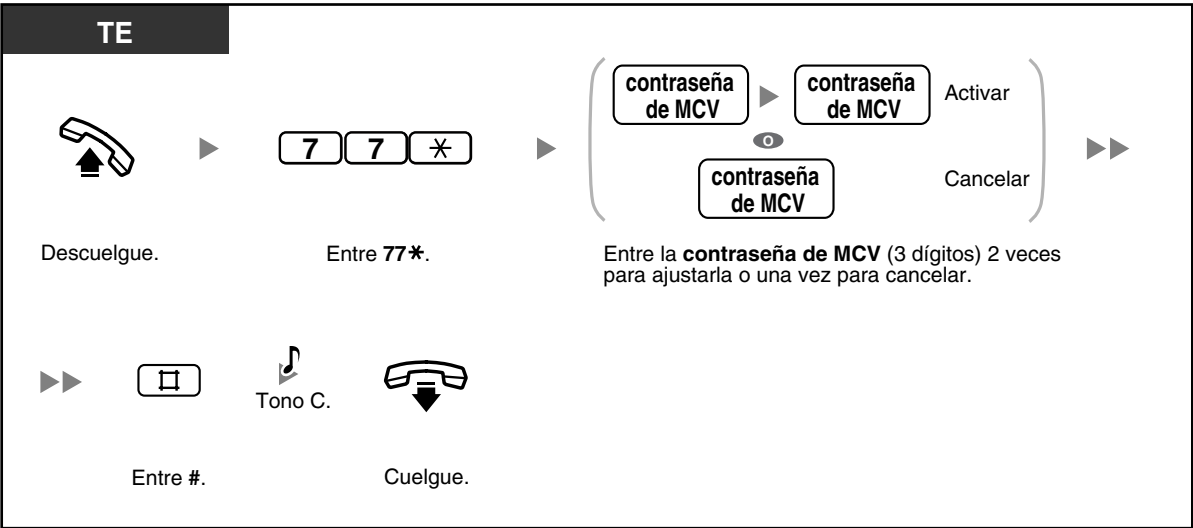 TE
contraseña
de MCV
contraseña
de MCV
Activar
7 7 *
o
contraseña
de MCV
Cancelar
Descuelgue.
Entre 77*.
Entre la contraseña de MCV (3 dígitos) 2 veces
para ajustarla o una vez para cancelar.
#
Tono C.
Entre #.
Cuelgue.